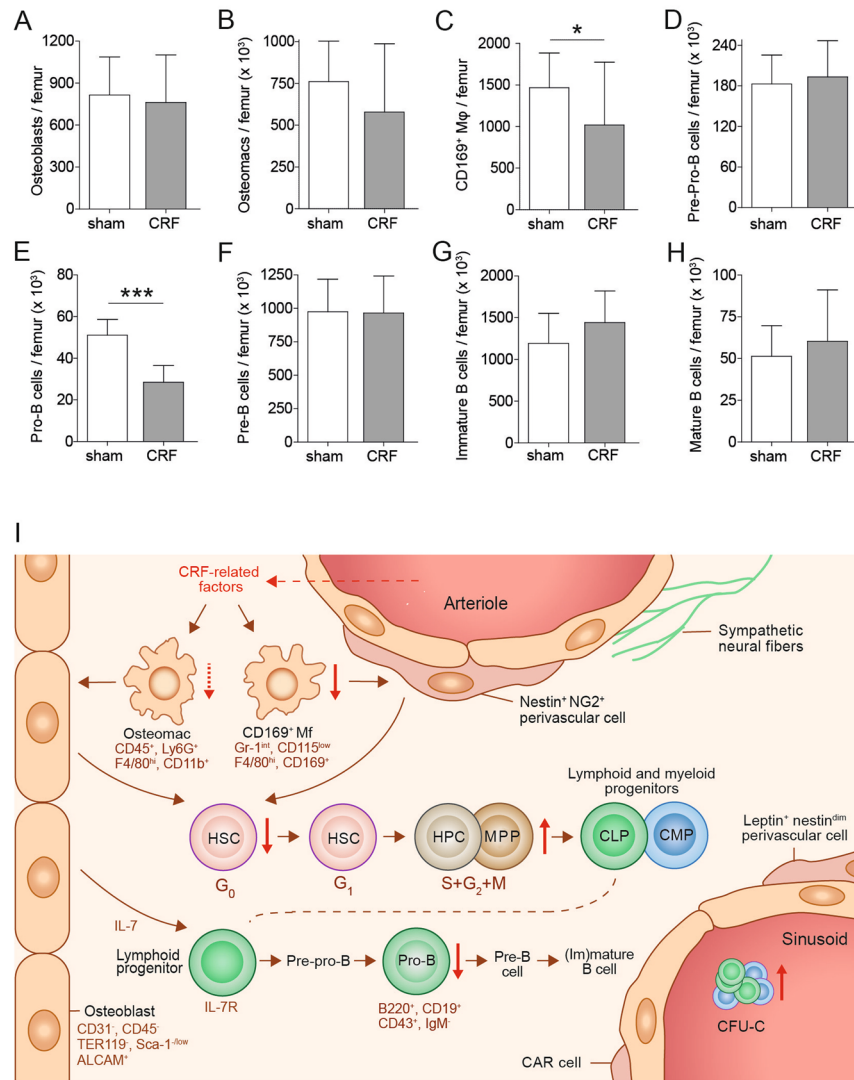 A
Osteoblasts / femur
1200
900
600
300
0
sham CRF
B
Osteomacs / femur (x 10³)
1000
750
500
250
0
sham CRF
C
CD169⁺ Mφ / femur
2000
1500
1000
500
0
*
sham CRF
D
Pre-Pro-B cells / femur (x 10³)
240
180
120
60
0
sham CRF
E
Pro-B cells / femur (x 10³)
80
60
40
20
0
***
sham CRF
F
Pre-B cells / femur (x 10³)
1250
1000
750
500
250
0
sham CRF
G
Immature B cells / femur (x 10³)
2000
1500
1000
500
0
sham CRF
H
Mature B cells / femur (x 10³)
100
75
50
25
0
sham CRF
I
CRF-related
factors
Arteriole
Sympathetic
neural fibers
Nestin⁺ NG2⁺
perivascular cell
Osteomac
CD45⁺, Ly6G⁺
F4/80ʰⁱ, CD11b⁺
CD169⁺ Mf
Gr-1ⁱⁿᵗ, CD115ˡᵒʷ
F4/80ʰⁱ, CD169⁺
Lymphoid and myeloid
progenitors
HSC
G₀
HSC
G₁
HPC MPP
S+G₂+M
CLP CMP
Leptin⁺ nestinᵈⁱᵐ
perivascular cell
IL-7
Lymphoid
progenitor
IL-7R
Pre-pro-B
Pro-B
B220⁺, CD19⁺
CD43⁺, IgM⁻
Pre-B
cell
(Im)mature
B cell
Sinusoid
CFU-C
CAR cell
Osteoblast
CD31⁻, CD45⁻
TER119⁻, Sca-1⁻/ˡᵒʷ
ALCAM⁺